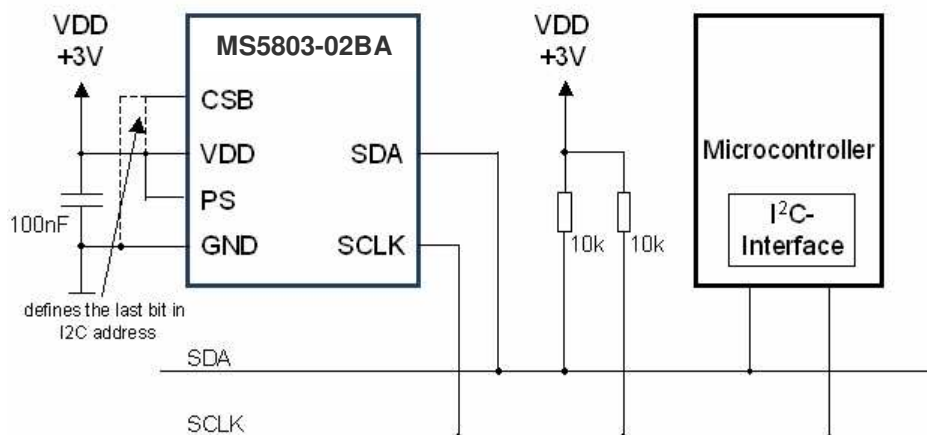 VDD
+3V
MS5803-02BA
CSB
VDD
PS
GND
SDA
SCLK
100nF
defines the last bit in
I2C address
VDD
+3V
10k
10k
Microcontroller
I²C-
Interface
SDA
SCLK